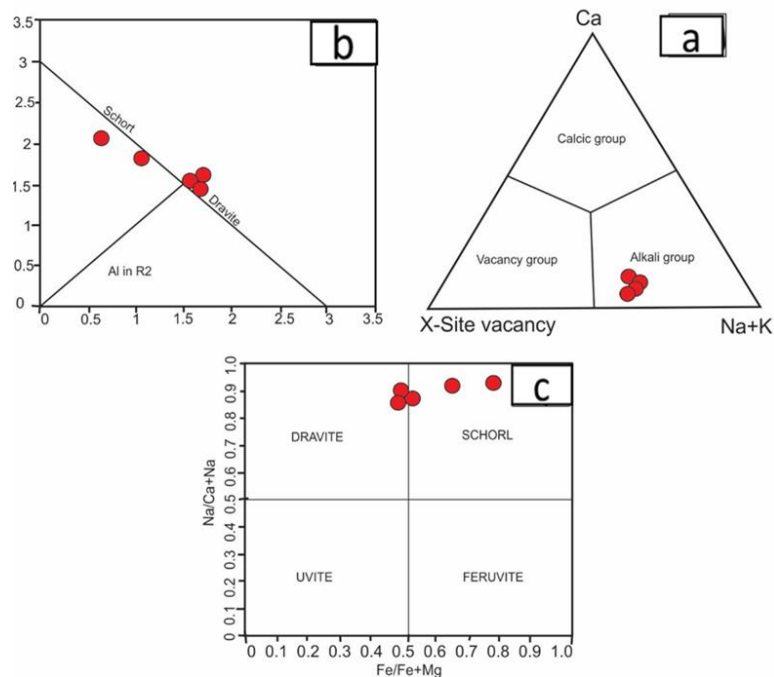 b
3.5
3
2.5
2
1.5
1
0.5
0
Schort
Dravite
Al in R2
0 0.5 1 1.5 2 2.5 3 3.5
a
Ca
Calcic group
Vacancy group
Alkali group
X-Site vacancy
Na+K
c
Na/Ca+Na
1.0
0.9
0.8
0.7
0.6
0.5
0.4
0.3
0.2
0.1
0
DRAVITE
SCHORL
UVITE
FERUVITE
0 0.1 0.2 0.3 0.4 0.5 0.6 0.7 0.8 0.9 1.0
Fe/Fe+Mg